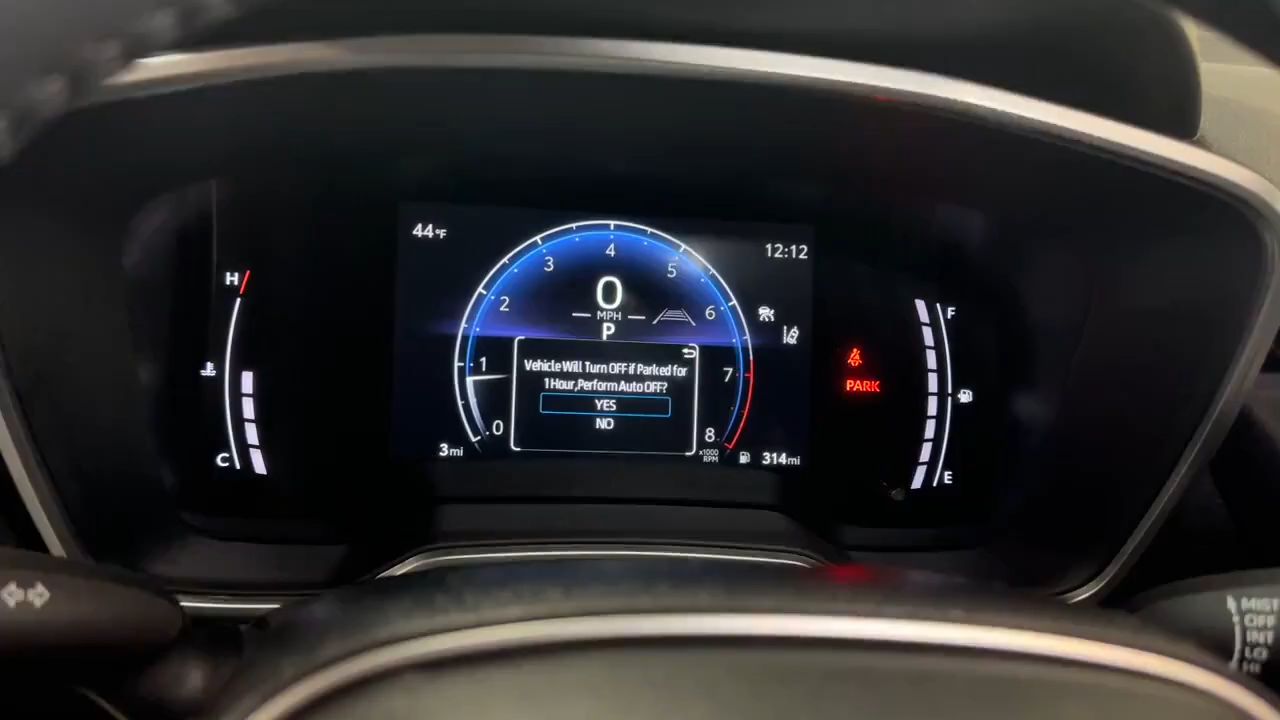 44°F
12:12
4
3
5
0
2
6
MPH
P
H
F
1
7
Vehicle Will Turn OFF if Parked for
1 Hour,Perform Auto OFF?
YES
NO
PARK
0
8
x1000
RPM
3mi
314mi
C
E
MIST
OFF
INT
LO
HI